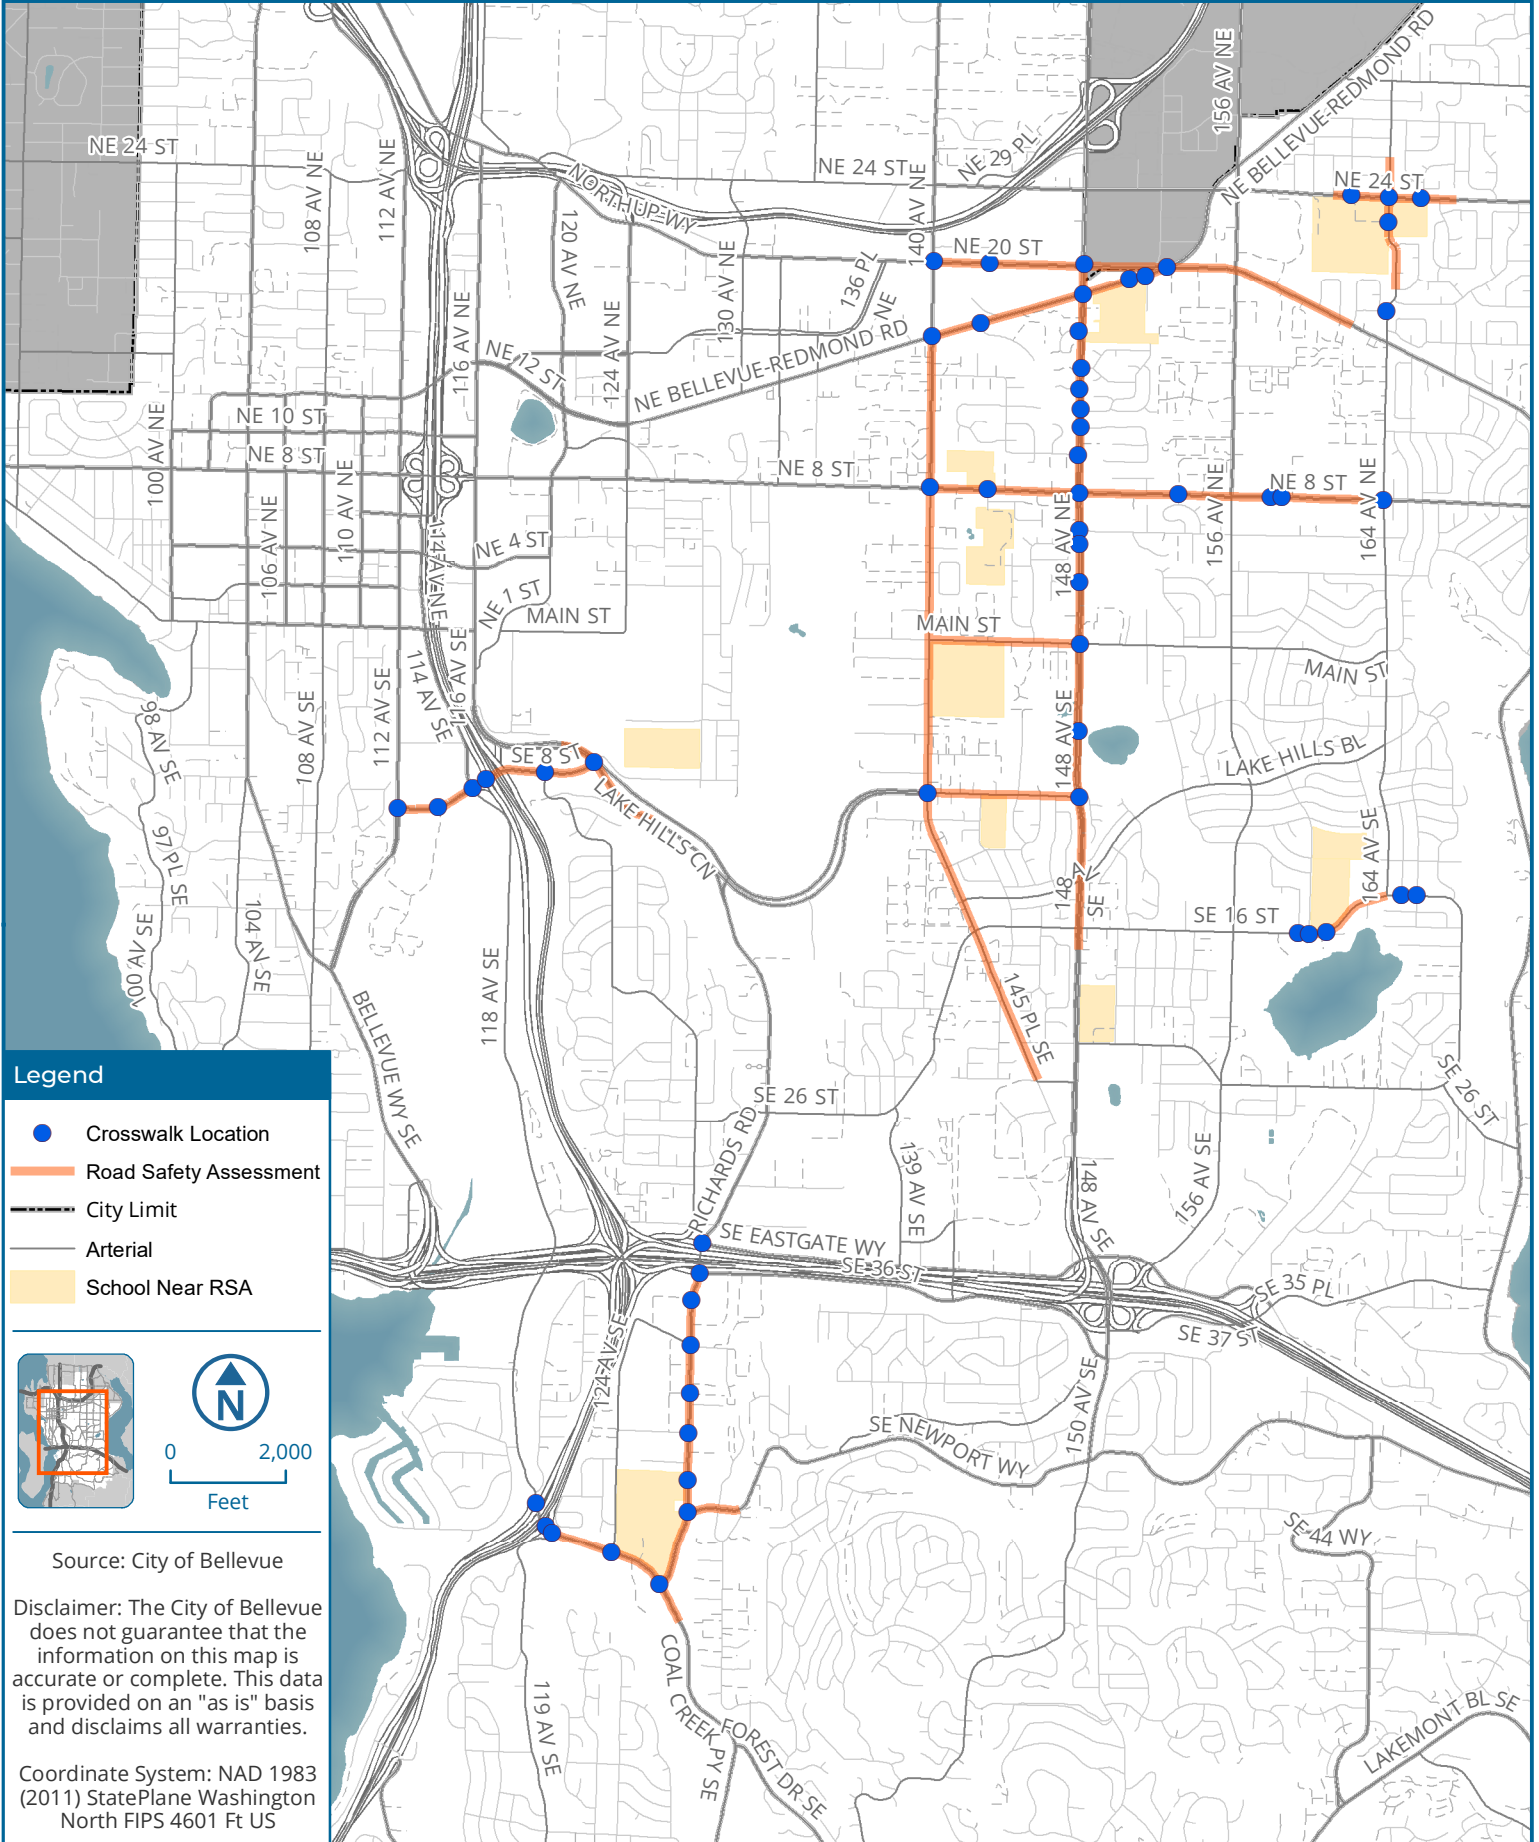 156 AV NE
NE BELLEVUE-REDMOND RD
NE 24 ST
NE 24 ST
NE 29 PL
NE 24 ST
108 AV NE
112 AV NE
NORTHUP WY
140 AV NE
120 AV NE
NE 20 ST
130 AV NE
136 PL
NE
116 AV NE
124 AV NE
NE 12 ST
NE BELLEVUE-REDMOND RD
100 AV NE
NE 10 ST
NE 8 ST
NE 8 ST
NE 8 ST
110 AV NE
106 AV NE
114 AV NE
NE 4 ST
148 AV NE
156 AV NE
164 AV NE
NE 1 ST
MAIN ST
MAIN ST
MAIN ST
98 AV SE
108 AV SE
112 AV SE
114 AV SE
116 AV SE
SE 8 ST
148 AV SE
LAKE HILLS BL
LAKE HILLS CN
97 PL SE
164 AV SE
148 AV
SE
SE 16 ST
100 AV SE
104 AV SE
118 AV SE
BELLEVUE WY SE
145 PL SE
SE 26 ST
SE 26 ST
RICHARDS RD
139 AV SE
148 AV SE
156 AV SE
SE EASTGATE WY
SE 36 ST
SE 35 PL
SE 37 ST
124 AV SE
150 AV SE
SE NEWPORT WY
SE 44 WY
119 AV SE
COAL CREEK PY SE
FOREST DR SE
LAKEMONT BL SE
Legend
Crosswalk Location
Road Safety Assessment
City Limit
Arterial
School Near RSA
N
0 2,000
Feet
Source: City of Bellevue
Disclaimer: The City of Bellevue
does not guarantee that the
information on this map is
accurate or complete. This data
is provided on an "as is" basis
and disclaims all warranties.
Coordinate System: NAD 1983
(2011) StatePlane Washington
North FIPS 4601 Ft US